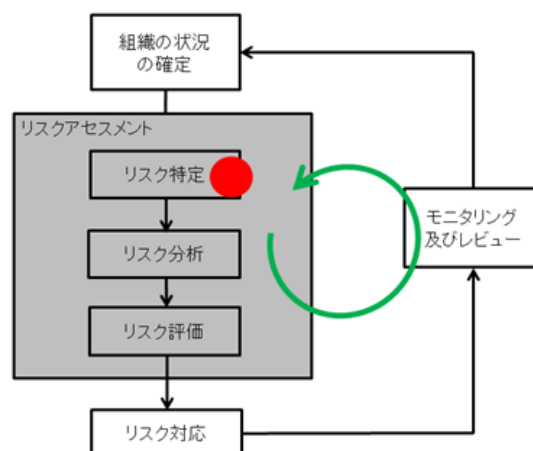 組織の状況
の確定
リスクアセスメント
リスク特定
リスク分析
リスク評価
リスク対応
モニタリング
及びレビュー